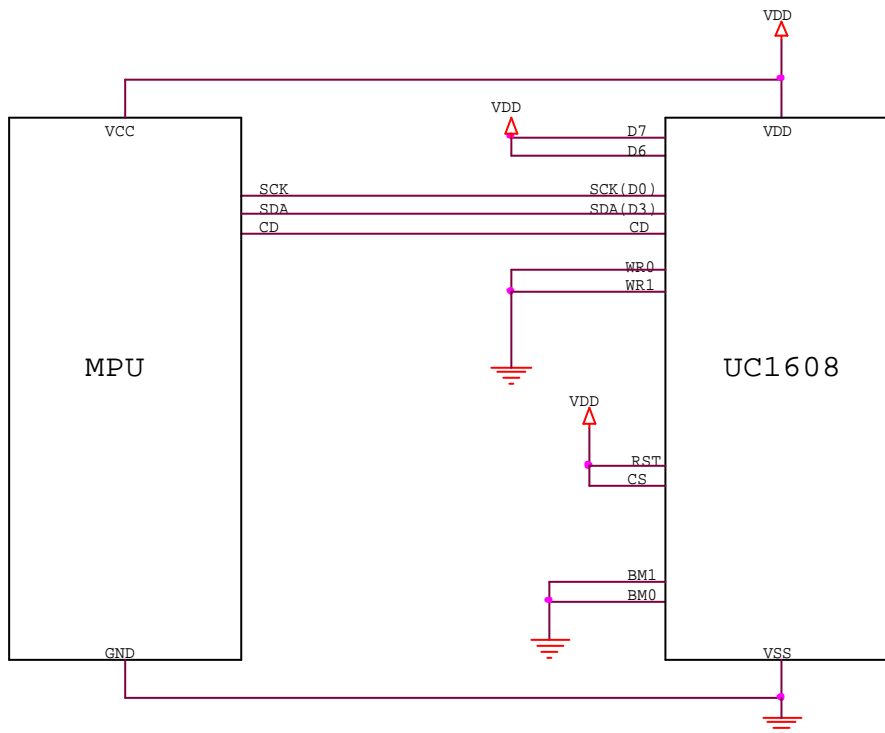 VDD
VCC
VDD
VDD
D7
D6
SCK
SCK(D0)
SDA
SDA(D3)
CD
CD
WR0
WR1
MPU
UC1608
VDD
RST
CS
BM1
BM0
GND
VSS